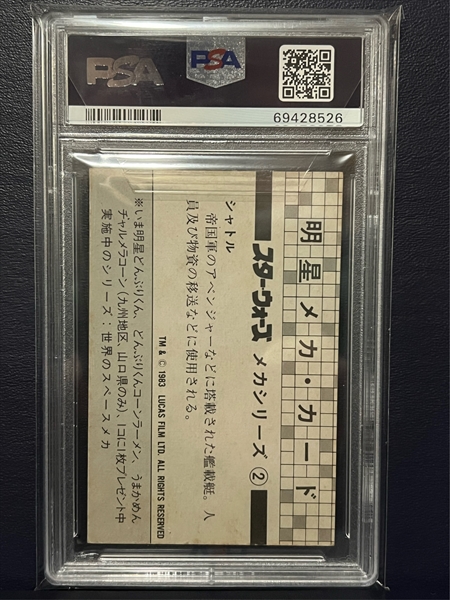 PSA
PSA
69428526
明星メカ・カード
スター・ウォーズ メカシリーズ②
シャトル
帝国軍のアベンジャーなどに塔載された艦載艇。人
員及び物資の移送などに使用される。
TM & © 1983 LUCAS FILM LTD. ALL RIGHTS RESERVED
※いま明星どんぶりくん、どんぶりくんコーンラーメン、うまかめん
チャルメラコーン(九州地区、山口県のみ)、1コに1枚プレゼント中
実施中のシリーズ:世界のスペースメカ